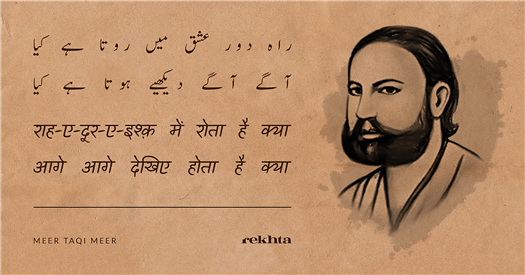 راہ دور عشق میں روتا ہے کیا
آگے آگے دیکھیے ہوتا ہے کیا
राह-ए-दूर-ए-इश्क़ में रोता है क्या
आगे आगे देखिए होता है क्या
MEER TAQI MEER
rekhta